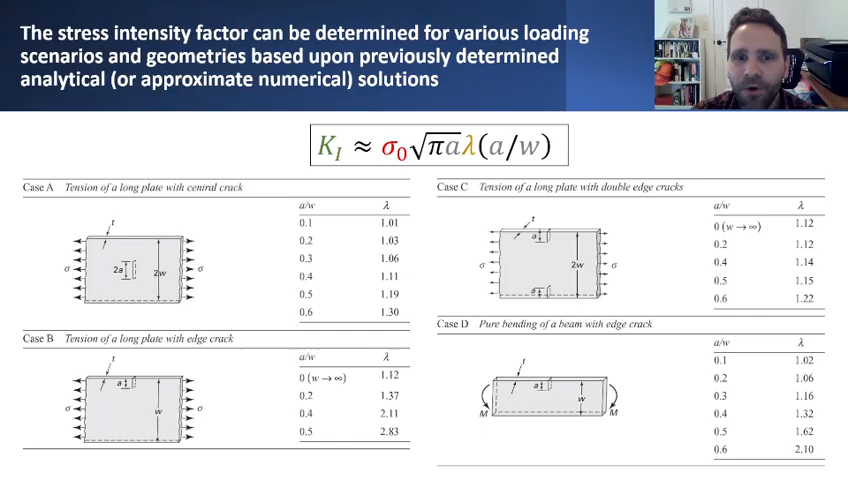 The stress intensity factor can be determined for various loading
scenarios and geometries based upon previously determined
analytical (or approximate numerical) solutions
K_I ≈ σ_0 √πa λ(a/w)
Case A Tension of a long plate with central crack
a/w λ
0.1 1.01
0.2 1.03
0.3 1.06
0.4 1.11
0.5 1.19
0.6 1.30
t
σ 2a 2w σ
Case B Tension of a long plate with edge crack
a/w λ
0 (w → ∞) 1.12
0.2 1.37
0.4 2.11
0.5 2.83
t
a
σ w σ
Case C Tension of a long plate with double edge cracks
a/w λ
0 (w → ∞) 1.12
0.2 1.12
0.4 1.14
0.5 1.15
0.6 1.22
t
a
σ 2w σ
a
Case D Pure bending of a beam with edge crack
a/w λ
0.1 1.02
0.2 1.06
0.3 1.16
0.4 1.32
0.5 1.62
0.6 2.10
t
a
w
M M